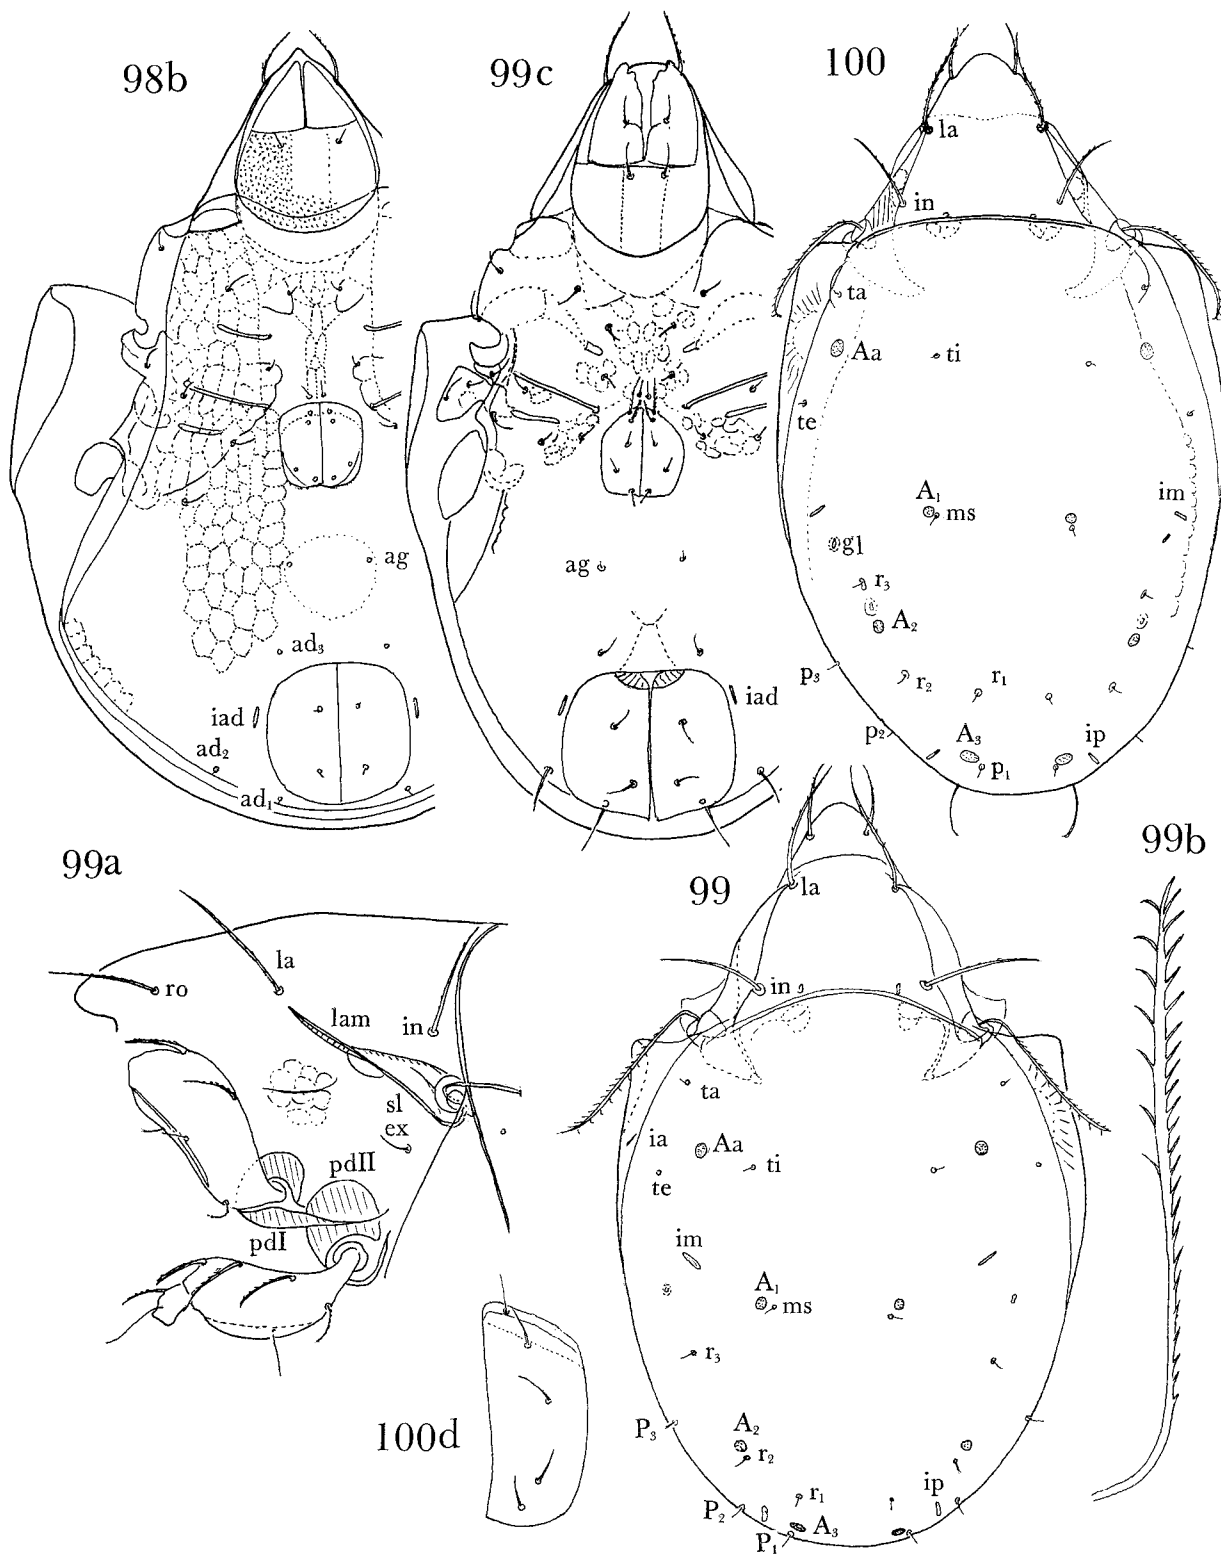 98b
99c
100
la
in
ta
Aa
ti
te
A₁
ms
im
gl
r₃
A₂
p₃
r₂
r₁
p₂
A₃
p₁
ip
ag
ad₃
iad
ad₂
ad₁
ag
iad
99a
la
ro
lam
in
sl
ex
pdII
pdI
99
la
in
ta
ia
Aa
ti
te
im
A₁
ms
r₃
P₃
A₂
r₂
r₁
ip
P₂
A₃
P₁
99b
100d